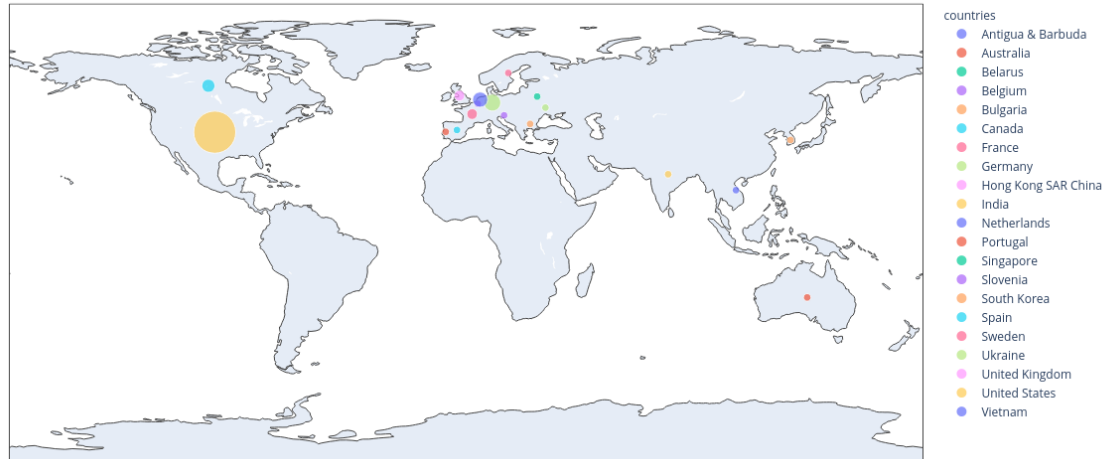 countries
Antigua & Barbuda
Australia
Belarus
Belgium
Bulgaria
Canada
France
Germany
Hong Kong SAR China
India
Netherlands
Portugal
Singapore
Slovenia
South Korea
Spain
Sweden
Ukraine
United Kingdom
United States
Vietnam